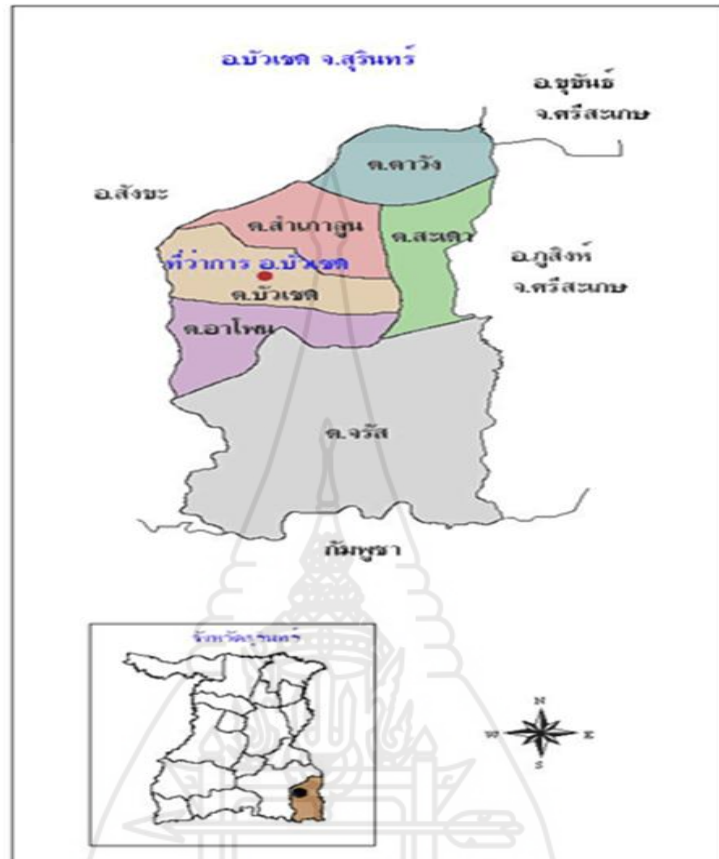 อ.บัวเชด จ.สุรินทร์
อ.ขุขันธ์
จ.ศรีสะเกษ
ต.ตาวัง
อ.สังขะ
ต.สำเภาลูน
ต.สะเดา
ที่ว่าการ อ.บัวเชด
อ.ภูสิงห์
จ.ศรีสะเกษ
ต.บัวเชด
ต.อาโพน
ต.จรัส
กัมพูชา
จังหวัดสุรินทร์
N
W
E
S